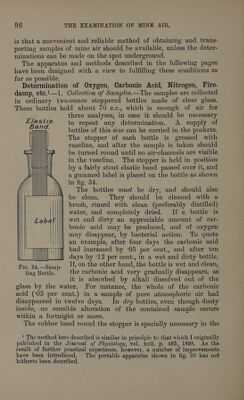 98 THE EXAMINATION OF MINE AIR.
is that a convenient and reliable method of obtaining and trans-
porting samples of mine air should be available, unless the deter-
minations can be made on the spot underground.
The apparatus and methods described in the following pages
have been designed with a view to fulfilling these conditions as
far as possible.
Determination of Oxygen, Carbonic Acid, Nitrogen, Fire-
damp, etc.¹—1. Collection of Samples.—The samples are collected
in ordinary two-ounce stoppered bottles made of clear glass.
These bottles hold about 70 c.c., which is enough of air for
three analyses, in case it should be necessary
to repeat any determination. A supply of
bottles of this size can be carried in the pockets.
The stopper of each bottle is greased with
vaseline, and after the sample is taken should
be turned round until no air-channels are visible
in the vaseline. The stopper is held in position
by a fairly stout elastic band passed over it, and
a gummed label is placed on the bottle as shown
in fig. 34.
The bottles must be dry, and should also
be clean. They should be cleaned with a
brush, rinsed with clean (preferably distilled)
water, and completely dried. If a bottle is
wet and dirty an appreciable amount of car-
bonic acid may be produced, and of oxygen
may disappear, by bacterial action. To quote
an example, after four days the carbonic acid
had increased by ·05 per cent., and after ten
days by ·12 per cent., in a wet and dirty bottle.
If, on the other hand, the bottle is wet and clean,
the carbonic acid very gradually disappears, as
it is absorbed by alkali dissolved out of the
Elastic
Band.
Label
Fig. 34.—Samp-
ling Bottle.
glass by the water. For instance, the whole of the carbonic
acid (·03 per cent.) in a sample of pure atmospheric air had
disappeared in twelve days. In dry bottles, even though dusty
inside, no sensible alteration of the contained sample occurs
within a fortnight or more.
The rubber band round the stopper is specially necessary in the
¹ The method here described is similar in principle to that which I originally
published in the Journal of Physiology, vol. xxii. p. 465, 1898. As the
result of further practical experience, however, a number of improvements
have been introduced. The portable apparatus shown in fig. 38 has not
hitherto been described.